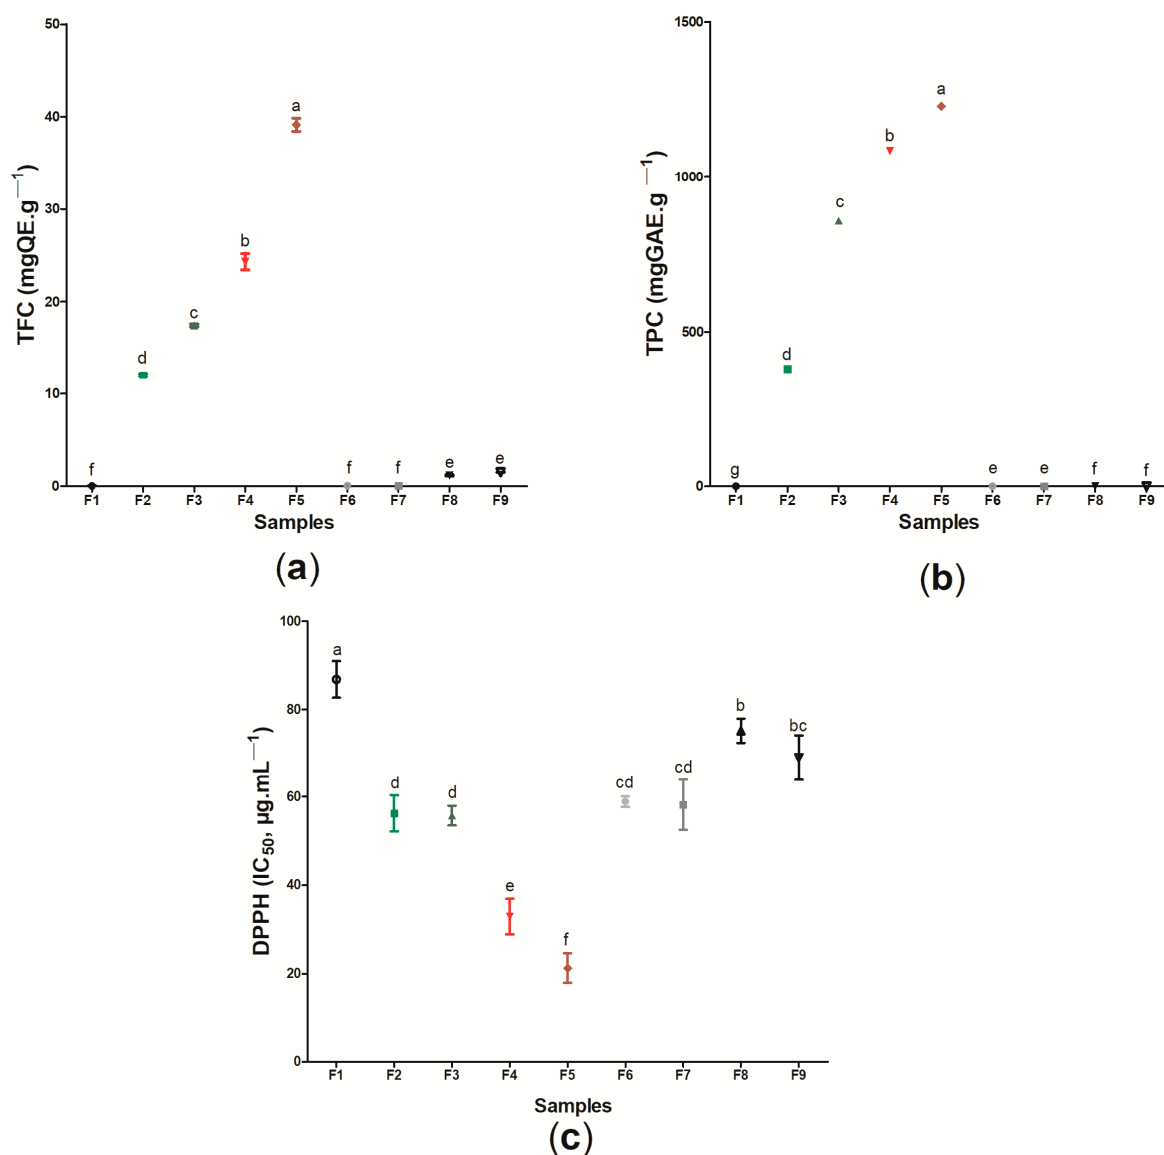 50
40
30
20
10
0
TFC (mgQE.g —1)
f
d
c
b
a
f
f
e
e
F1 F2 F3 F4 F5 F6 F7 F8 F9
Samples
(a)
1500
1000
500
0
TPC (mgGAE.g —1)
g
d
c
b
a
e
e
f
f
F1 F2 F3 F4 F5 F6 F7 F8 F9
Samples
(b)
100
80
60
40
20
0
DPPH (IC50, µg.mL—1)
a
d
d
e
f
cd
cd
b
bc
F1 F2 F3 F4 F5 F6 F7 F8 F9
Samples
(c)